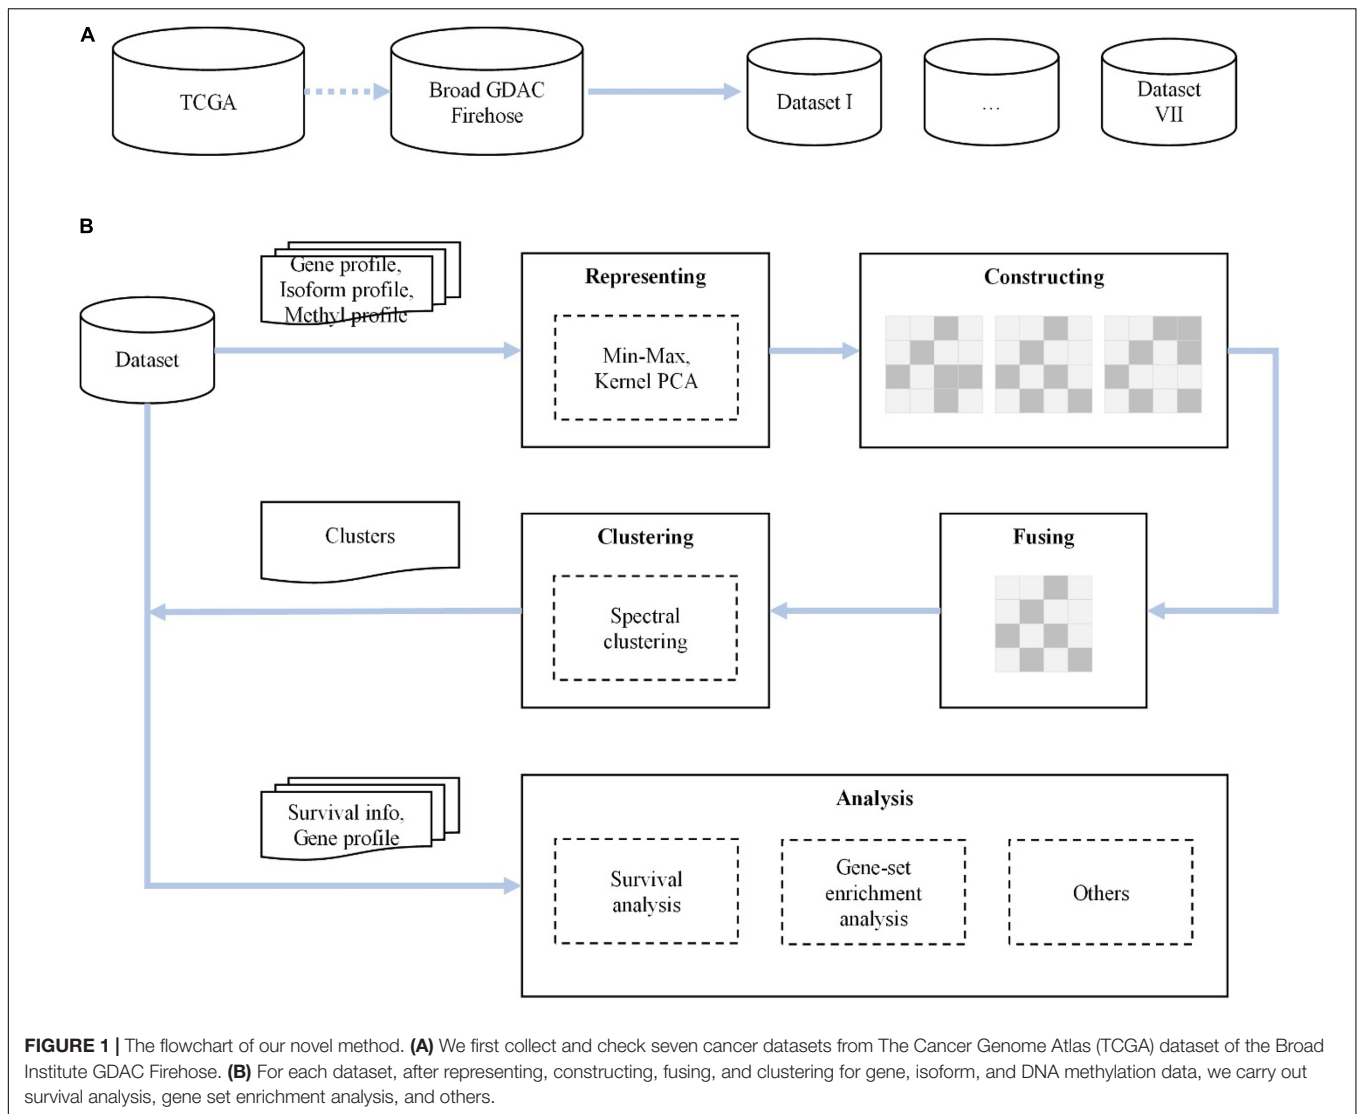 A
TCGA
Broad GDAC
Firehose
Dataset I
...
Dataset
VII
B
Gene profile,
Isoform profile,
Methyl profile
Dataset
Representing
Min-Max,
Kernel PCA
Constructing
Clusters
Clustering
Spectral
clustering
Fusing
Survival info,
Gene profile
Analysis
Survival
analysis
Gene-set
enrichment
analysis
Others
FIGURE 1 | The flowchart of our novel method. (A) We first collect and check seven cancer datasets from The Cancer Genome Atlas (TCGA) dataset of the Broad
Institute GDAC Firehose. (B) For each dataset, after representing, constructing, fusing, and clustering for gene, isoform, and DNA methylation data, we carry out
survival analysis, gene set enrichment analysis, and others.